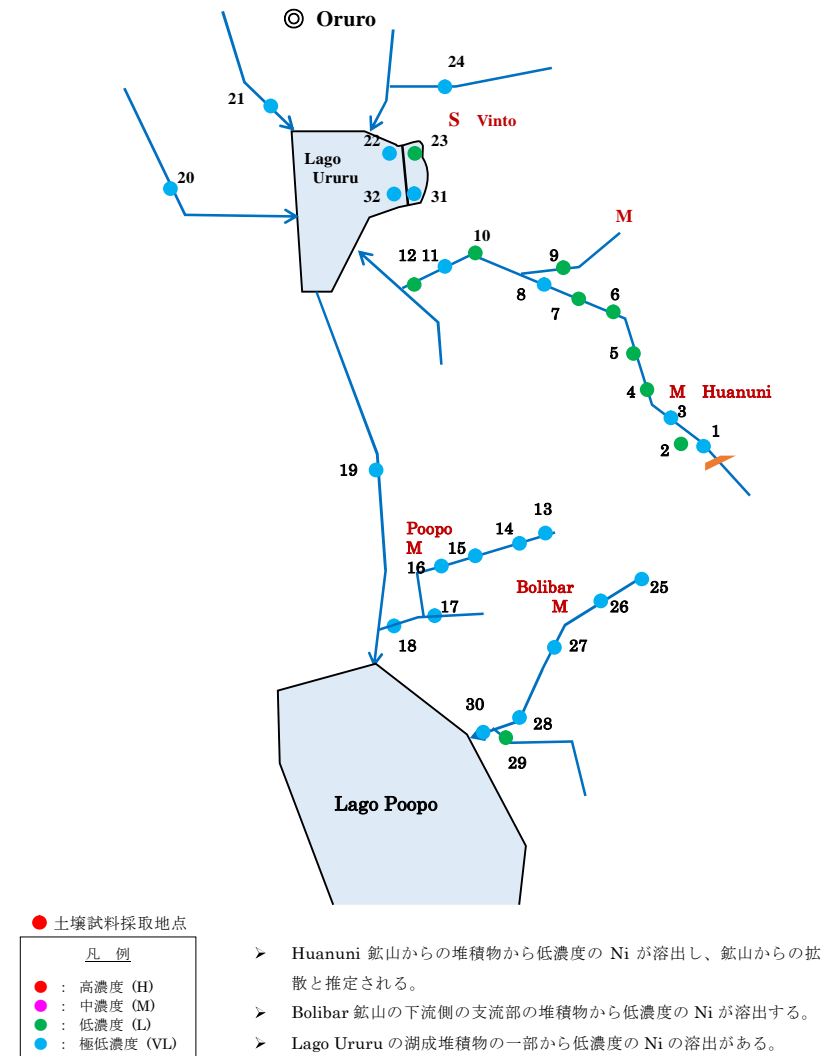 ◎ Oruro
24
21
S Vinto
22 23
Lago
Ururu
20
32 31
M
10
12 11 9
8 6
7
5
4 M Huanuni
3
1
2
19
13
Poopo
M
14
15
16
Bolibar
M
25
26
17
18
27
30
28
29
Lago Poopo
● 土壌試料採取地点
凡 例
● : 高濃度 (H)
● : 中濃度 (M)
● : 低濃度 (L)
● : 極低濃度 (VL)
➢ Huanuni 鉱山からの堆積物から低濃度の Ni が溶出し、鉱山からの拡
散と推定される。
➢ Bolibar 鉱山の下流側の支流部の堆積物から低濃度の Ni が溶出する。
➢ Lago Ururu の湖成堆積物の一部から低濃度の Ni の溶出がある。